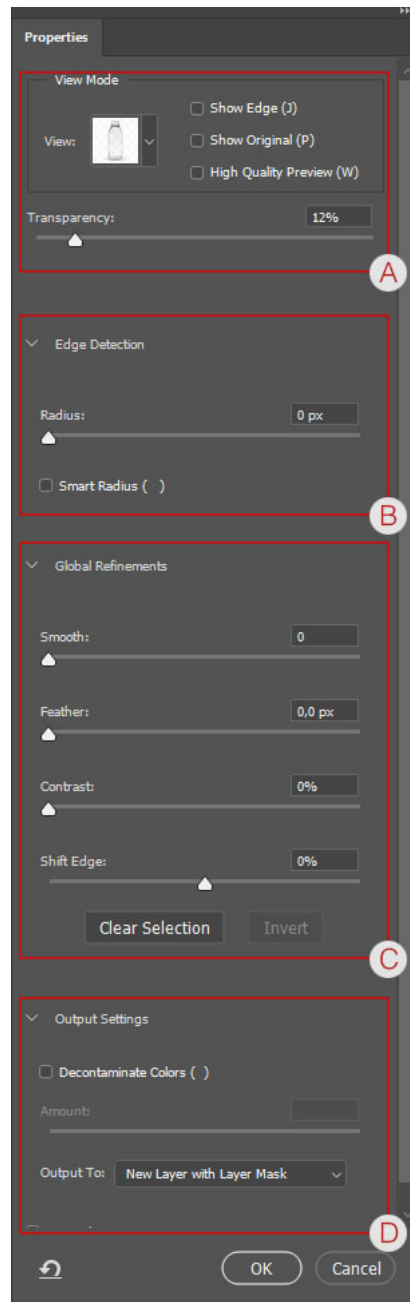 Properties
View Mode
View:
Show Edge (J)
Show Original (P)
High Quality Preview (W)
Transparency: 12%
A
Edge Detection
Radius: 0 px
Smart Radius ( )
B
Global Refinements
Smooth: 0
Feather: 0,0 px
Contrast: 0%
Shift Edge: 0%
Clear Selection Invert
C
Output Settings
Decontaminate Colors ( )
Amount:
Output To: New Layer with Layer Mask
D
OK Cancel